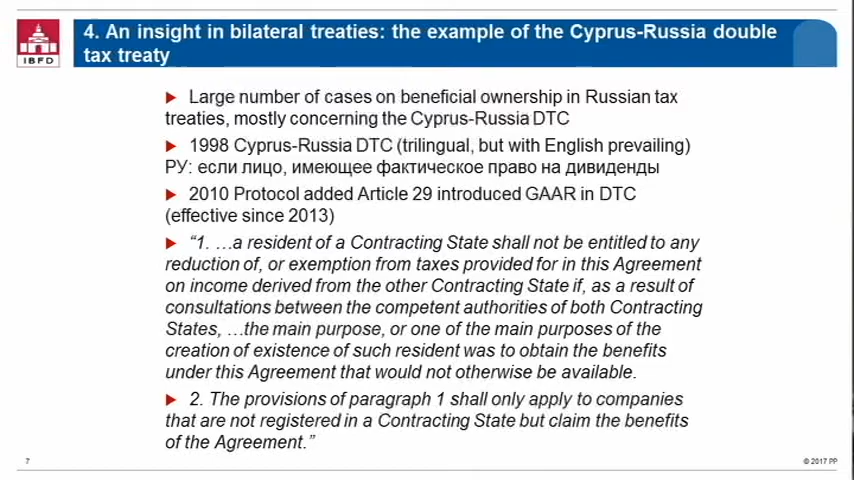 IBFD
4. An insight in bilateral treaties: the example of the Cyprus-Russia double
tax treaty
Large number of cases on beneficial ownership in Russian tax
treaties, mostly concerning the Cyprus-Russia DTC
1998 Cyprus-Russia DTC (trilingual, but with English prevailing)
РУ: если лицо, имеющее фактическое право на дивиденды
2010 Protocol added Article 29 introduced GAAR in DTC
(effective since 2013)
“1. …a resident of a Contracting State shall not be entitled to any
reduction of, or exemption from taxes provided for in this Agreement
on income derived from the other Contracting State if, as a result of
consultations between the competent authorities of both Contracting
States, …the main purpose, or one of the main purposes of the
creation of existence of such resident was to obtain the benefits
under this Agreement that would not otherwise be available.
2. The provisions of paragraph 1 shall only apply to companies
that are not registered in a Contracting State but claim the benefits
of the Agreement.”
7
© 2017 PP